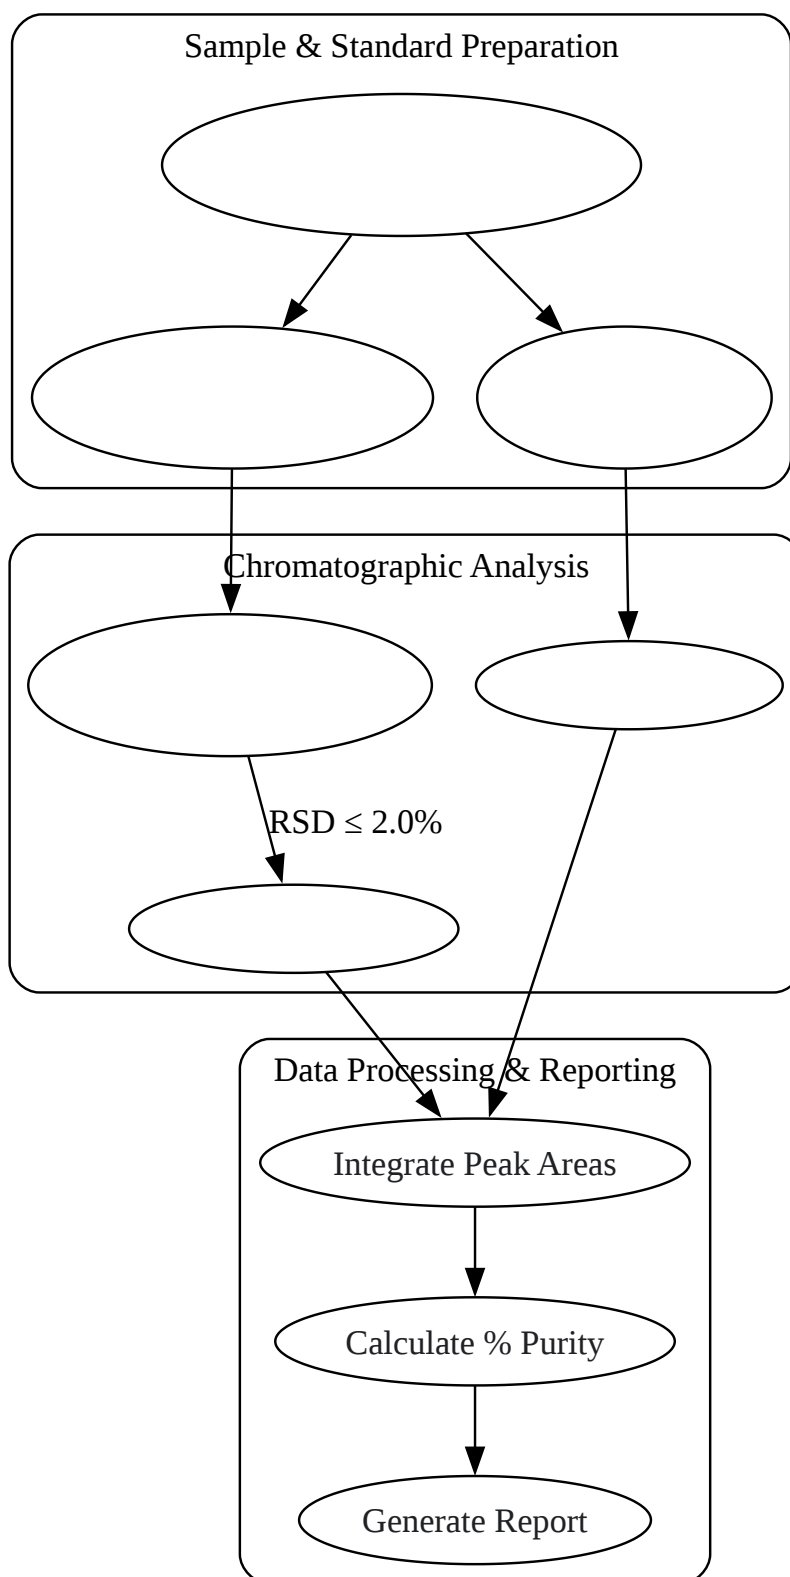 Sample & Standard Preparation
Chromatographic Analysis
RSD ≤ 2.0%
Data Processing & Reporting
Integrate Peak Areas
Calculate % Purity
Generate Report